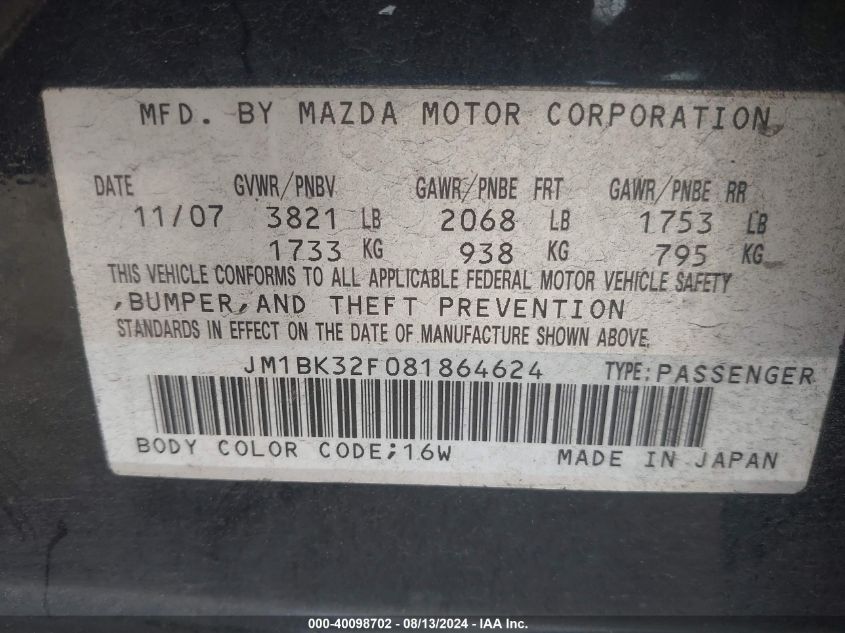 MFD. BY MAZDA MOTOR CORPORATION
DATE GVWR/PNBV GAWR/PNBE FRT GAWR/PNBE RR
11/07 3821 LB 2068 LB 1753 LB
1733 KG 938 KG 795 KG
THIS VEHICLE CONFORMS TO ALL APPLICABLE FEDERAL MOTOR VEHICLE SAFETY
,BUMPER,AND THEFT PREVENTION
STANDARDS IN EFFECT ON THE DATE OF MANUFACTURE SHOWN ABOVE.
JM1BK32F081864624 TYPE:PASSENGER
BODY COLOR CODE;16W MADE IN JAPAN
000-40098702 - 08/13/2024 - IAA Inc.